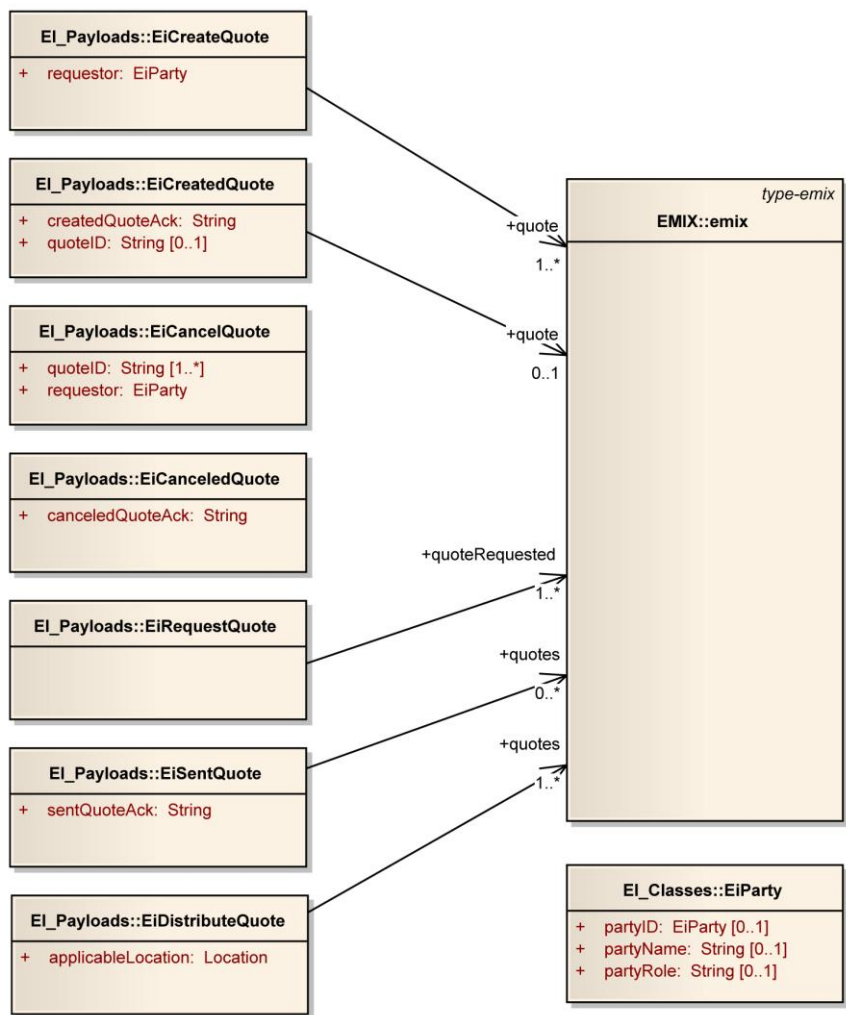 EI_Payloads::EiCreateQuote
+ requestor: EiParty
EI_Payloads::EiCreatedQuote
+ createdQuoteAck: String
+ quoteID: String [0..1]
EI_Payloads::EiCancelQuote
+ quoteID: String [1..*]
+ requestor: EiParty
EI_Payloads::EiCanceledQuote
+ canceledQuoteAck: String
EI_Payloads::EiRequestQuote
EI_Payloads::EiSentQuote
+ sentQuoteAck: String
EI_Payloads::EiDistributeQuote
+ applicableLocation: Location
+quote
1..*
+quote
0..1
+quoteRequested
1..*
+quotes
0..*
+quotes
1..*
type-emix
EMIX::emix
EI_Classes::EiParty
+ partyID: EiParty [0..1]
+ partyName: String [0..1]
+ partyRole: String [0..1]